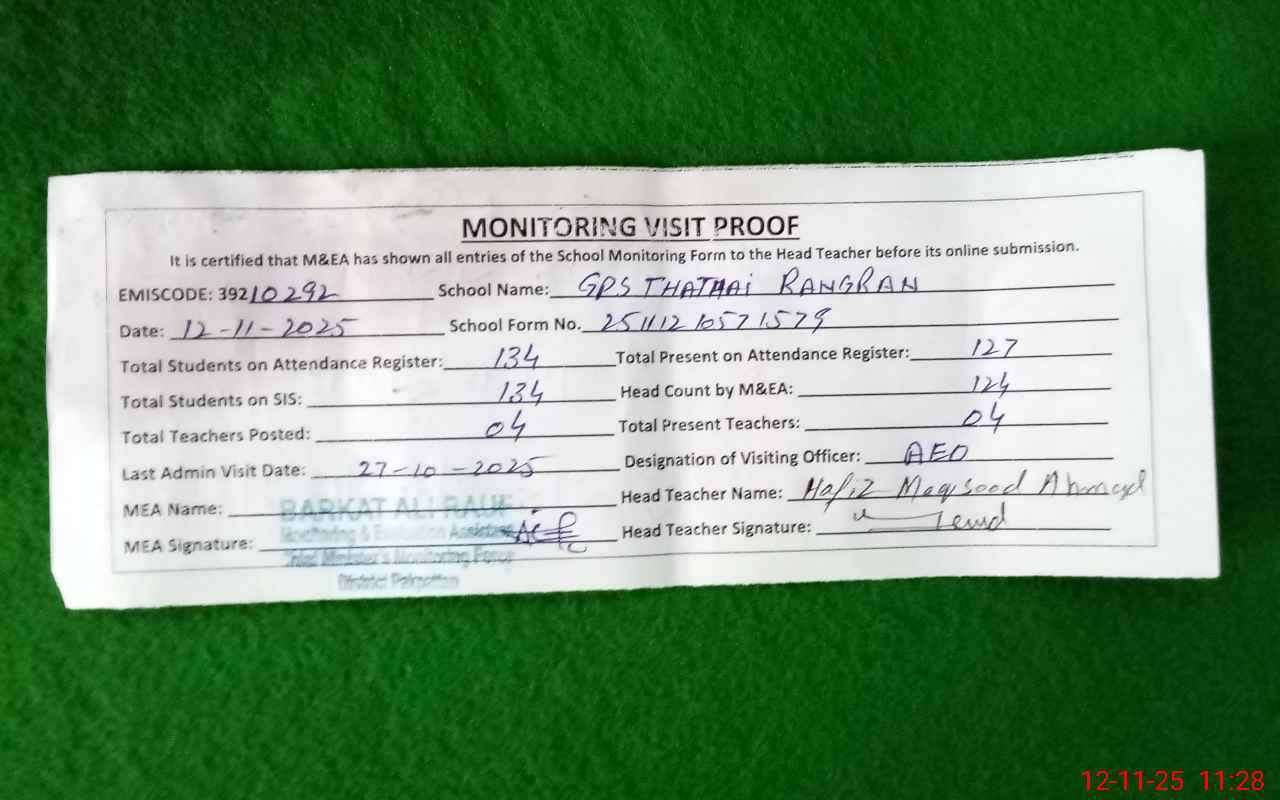 MONITORING VISIT PROOF
It is certified that M&EA has shown all entries of the School Monitoring Form to the Head Teacher before its online submission.
EMISCODE: 39210292 School Name: GPS THATHAi RANGRAN
Date: 12-11-2025 School Form No. 2511121057 1579
Total Students on Attendance Register: 134 Total Present on Attendance Register: 127
Total Students on SIS: 134 Head Count by M&EA: 124
Total Teachers Posted: 04 Total Present Teachers: 04
Last Admin Visit Date: 27-10-2025 Designation of Visiting Officer: AEO
MEA Name: BARKAT ALI RAUF Head Teacher Name: Hafiz Maqsood Ahmed
Monitoring & Evaluation Assistant
MEA Signature: Head Teacher Signature:
Chief Minister's Monitoring Force
District Pakpattan
12-11-25 11:28